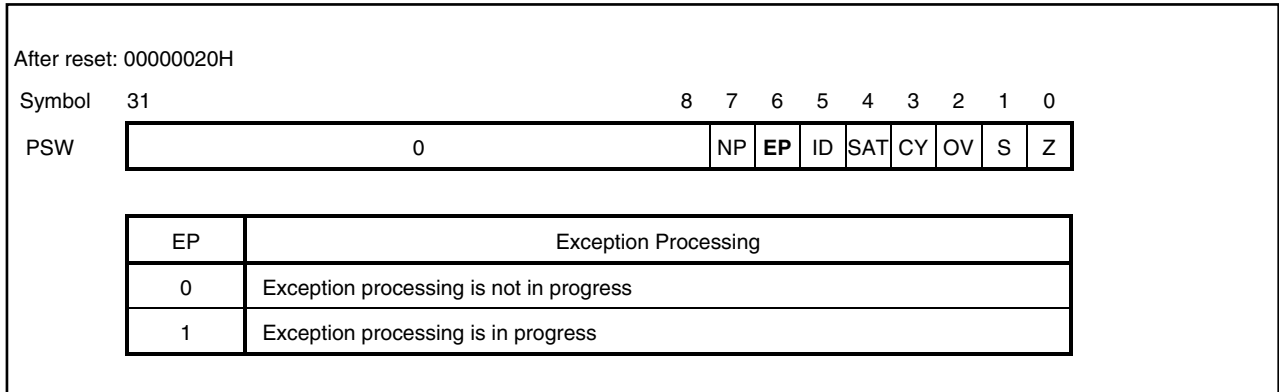 After reset: 00000020H
Symbol 31 8 7 6 5 4 3 2 1 0
PSW 0 NP EP ID SAT CY OV S Z
EP Exception Processing
0 Exception processing is not in progress
1 Exception processing is in progress